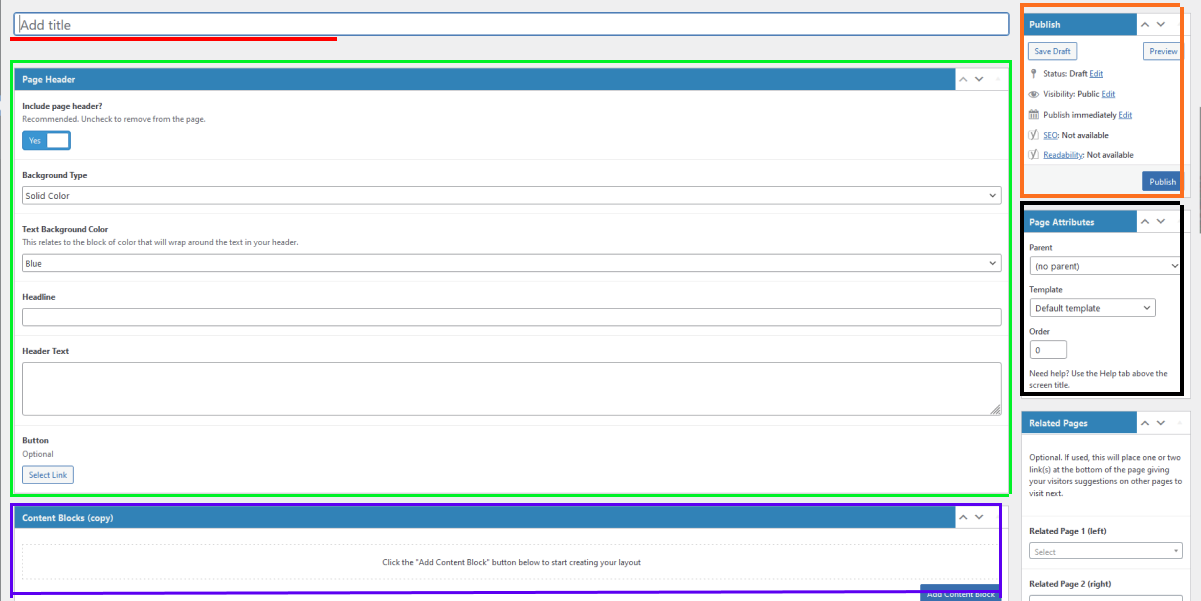 Add title
Page Header
Include page header?
Recommended. Uncheck to remove from the page.
Yes
Background Type
Solid Color
Text Background Color
This relates to the block of color that will wrap around the text in your header.
Blue
Headline
Header Text
Button
Optional
Select Link
Content Blocks (copy)
Click the "Add Content Block" button below to start creating your layout
Add Content Block
Publish
Save Draft
Preview
Status: Draft Edit
Visibility: Public Edit
Publish immediately Edit
SEO: Not available
Readability: Not available
Publish
Page Attributes
Parent
(no parent)
Template
Default template
Order
0
Need help? Use the Help tab above the
screen title.
Related Pages
Optional. If used, this will place one or two
link(s) at the bottom of the page giving
your visitors suggestions on other pages to
visit next.
Related Page 1 (left)
Select
Related Page 2 (right)